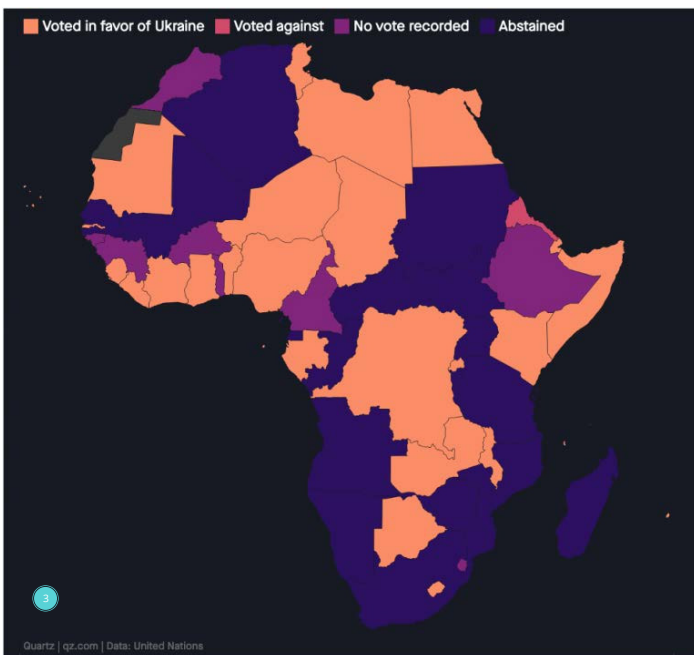 Voted in favor of Ukraine Voted against No vote recorded Abstained
3
Quartz | qz.com | Data: United Nations